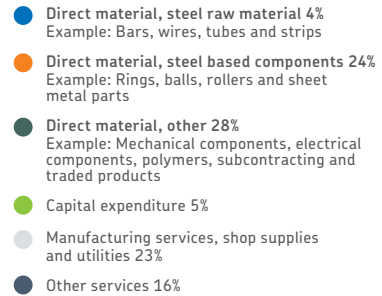 Direct material, steel raw material 4%
Example: Bars, wires, tubes and strips
Direct material, steel based components 24%
Example: Rings, balls, rollers and sheet
metal parts
Direct material, other 28%
Example: Mechanical components, electrical
components, polymers, subcontracting and
traded products
Capital expenditure 5%
Manufacturing services, shop supplies
and utilities 23%
Other services 16%